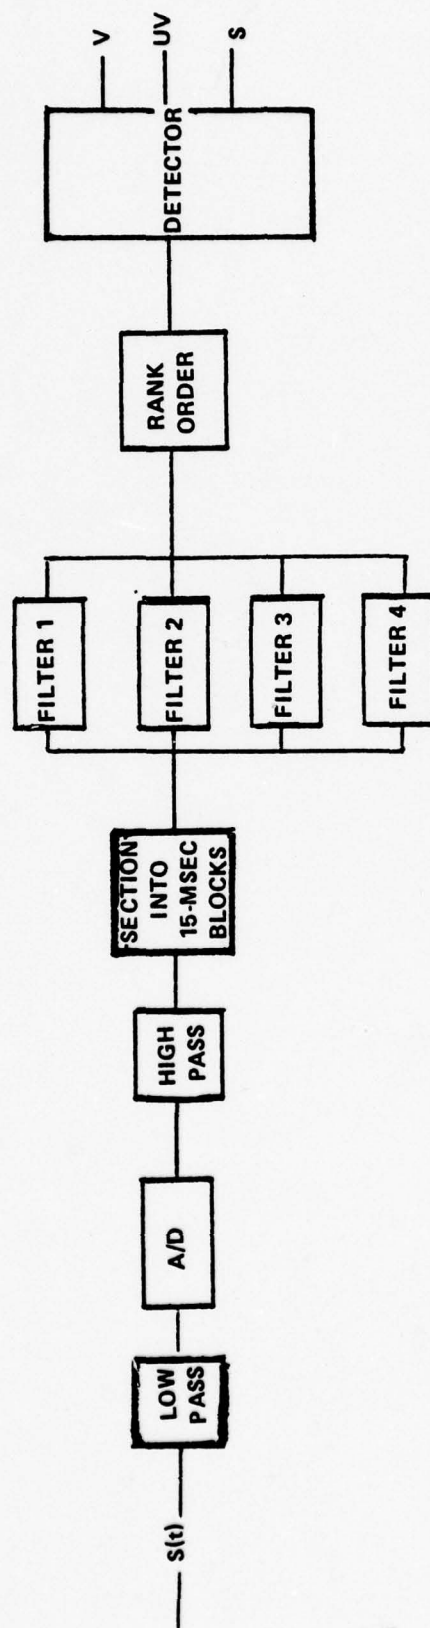 S(t)
LOW
PASS
A/D
HIGH
PASS
SECTION
INTO
15-MSEC
BLOCKS
FILTER 1
FILTER 2
FILTER 3
FILTER 4
RANK
ORDER
DETECTOR
V
UV
S